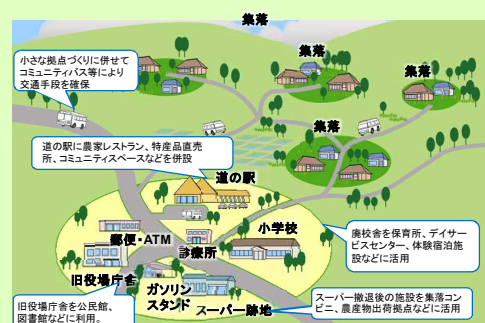 集落
集落
集落
小さな拠点づくりに併せて
コミュニティバス等により
交通手段を確保
集落
道の駅に農家レストラン、特産品直売
所、コミュニティスペースなどを併設
道の駅
小学校
郵便・ATM
診療所
廃校舎を保育所、デイサー
ビスセンター、体験宿泊施
設などに活用
旧役場庁舎
ガソリン
スタンド
スーパー跡地
スーパー撤退後の施設を集落コン
ビニ、農産物出荷拠点などに活用
旧役場庁舎を公民館、
図書館などに利用。